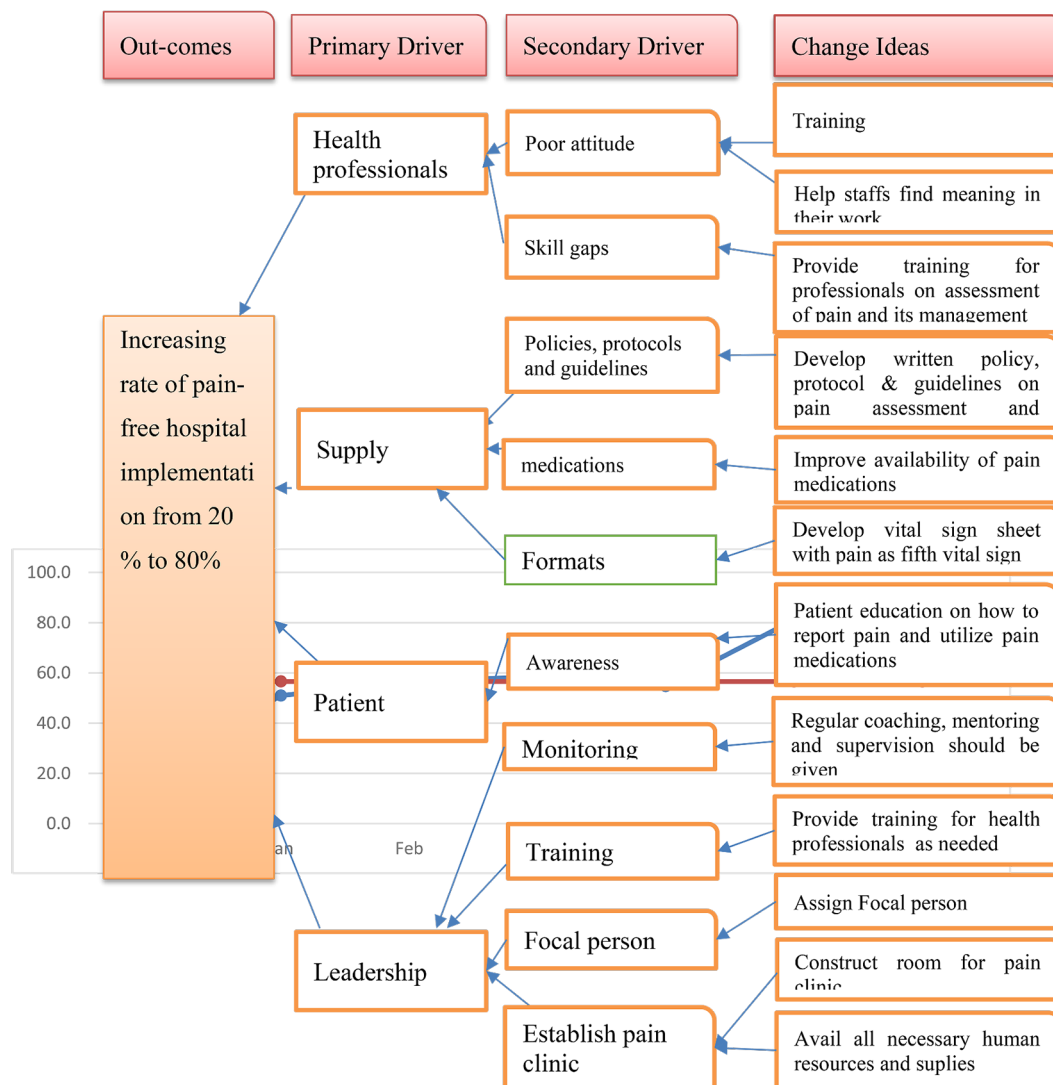 Out-comes
Primary Driver
Secondary Driver
Change Ideas
Health
professionals
Poor attitude
Training
Help staffs find meaning in
their work
Skill gaps
Provide training for
professionals on assessment
of pain and its management
Increasing
rate of pain-
free hospital
implementati
on from 20
% to 80%
Policies, protocols
and guidelines
Develop written policy,
protocol & guidelines on
pain assessment and
Supply
medications
Improve availability of pain
medications
Formats
Develop vital sign sheet
with pain as fifth vital sign
100.0
80.0
60.0
40.0
20.0
0.0
an
Feb
Patient
Awareness
Patient education on how to
report pain and utilize pain
medications
Monitoring
Regular coaching, mentoring
and supervision should be
given
Training
Provide training for health
professionals as needed
Leadership
Focal person
Assign Focal person
Establish pain
clinic
Construct room for pain
clinic
Avail all necessary human
resources and suplies